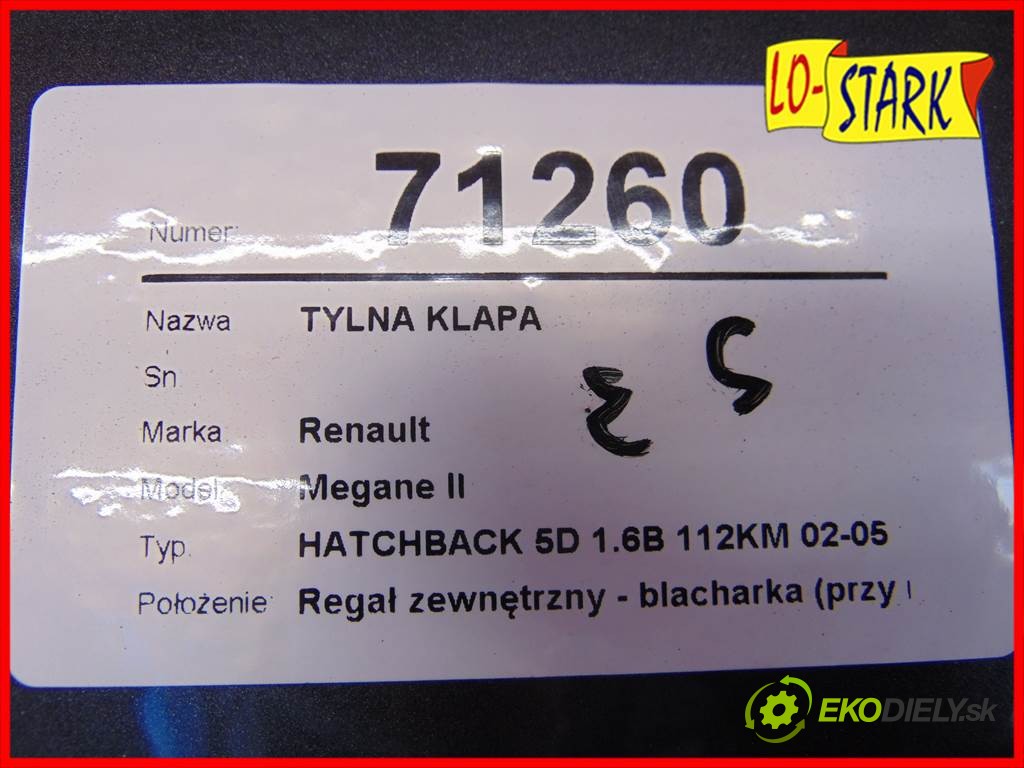 LO-STARK
Numer: 71260
Nazwa TYLNA KLAPA
Sn
Marka Renault
Model Megane II
Typ. HATCHBACK 5D 1.6B 112KM 02-05
Położenie Regał zewnętrzny - blacharka (przy
EKODIELY.sk